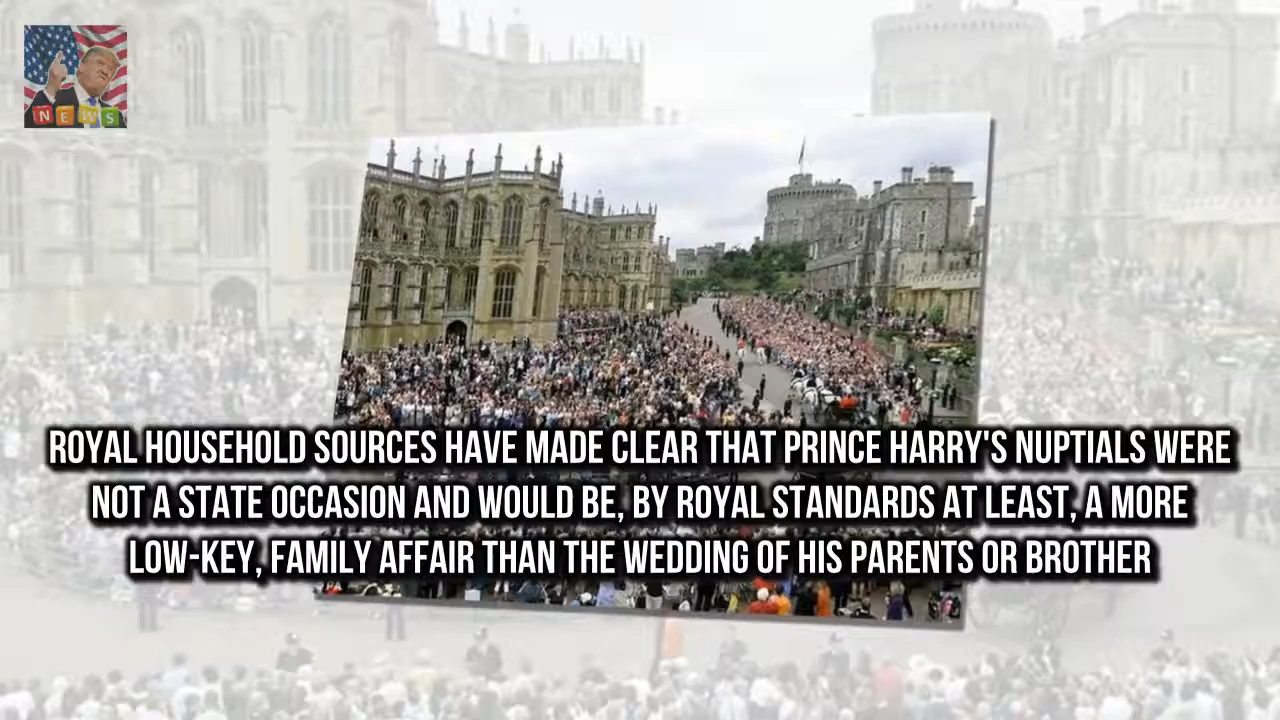 NEWS
ROYAL HOUSEHOLD SOURCES HAVE MADE CLEAR THAT PRINCE HARRY'S NUPTIALS WERE
NOT A STATE OCCASION AND WOULD BE, BY ROYAL STANDARDS AT LEAST, A MORE
LOW-KEY, FAMILY AFFAIR THAN THE WEDDING OF HIS PARENTS OR BROTHER